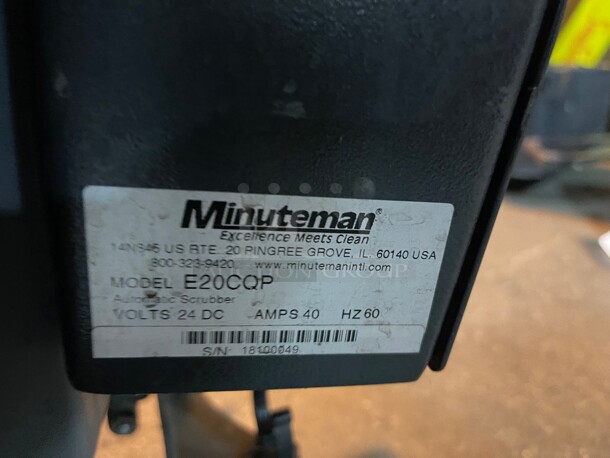 Minuteman®
Excellence Meets Clean
14N845 US RTE. 20 PINGREE GROVE, IL. 60140 USA
800-323-9420 www.minutemanintl.com
MODEL E20CQP
Automatic Scrubber
VOLTS 24 DC AMPS 40 HZ 60
S/N: 18100049
GROUP